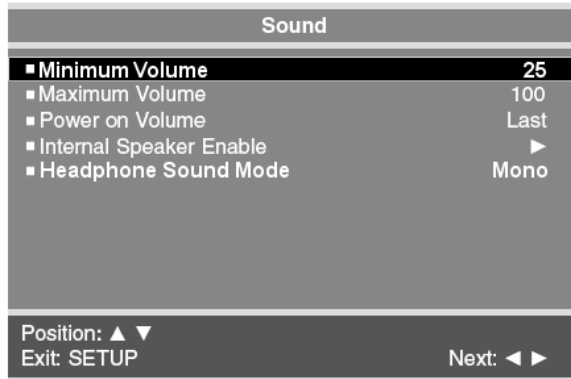 Sound
■ Minimum Volume 25
■ Maximum Volume 100
■ Power on Volume Last
■ Internal Speaker Enable ►
■ Headphone Sound Mode Mono
Position: ▲ ▼
Exit: SETUP Next: ◄ ►